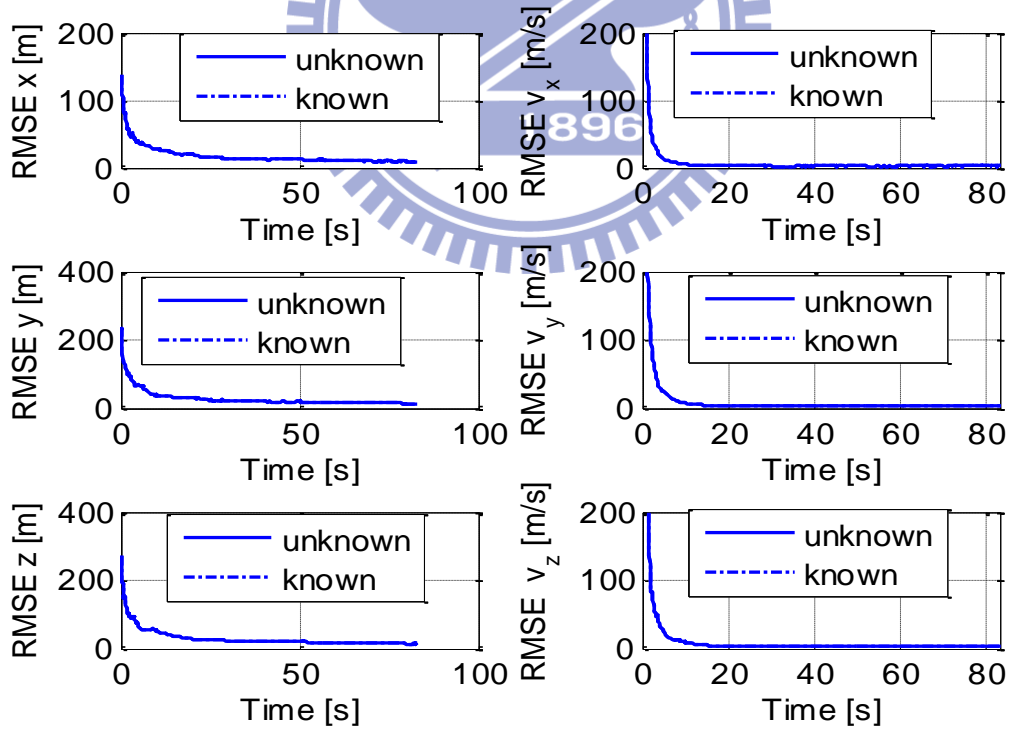 RMSE x [m]
200
100
0
unknown
known
0
50
100
Time [s]
RMSE v_x [m/s]
200
100
0
unknown
known
896
0
20
40
60
80
Time [s]
RMSE y [m]
400
200
0
unknown
known
0
50
100
Time [s]
RMSE v_y [m/s]
200
100
0
unknown
known
0
20
40
60
80
Time [s]
RMSE z [m]
400
200
0
unknown
known
0
50
100
Time [s]
RMSE v_z [m/s]
200
100
0
unknown
known
0
20
40
60
80
Time [s]